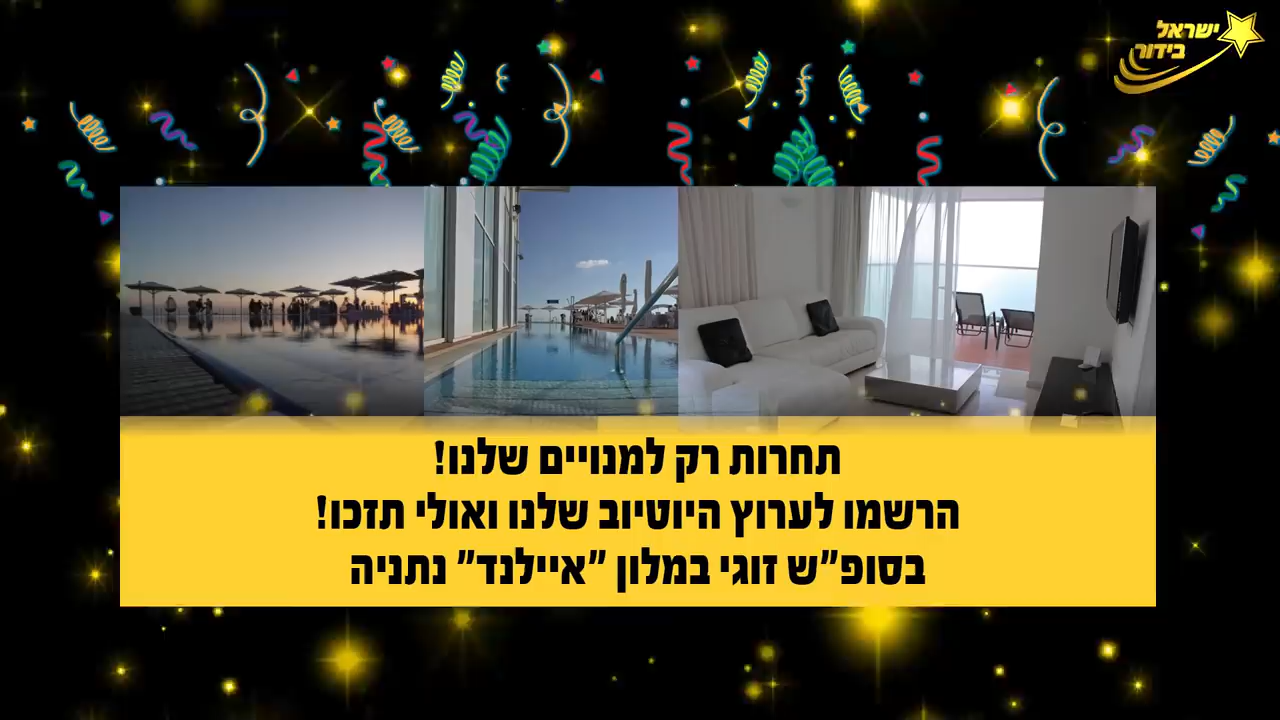 ישראל
בידור
תחרות רק למנויים שלנו!
הרשמו לערוץ היוטיוב שלנו ואולי תזכו!
בסופ"ש זוגי במלון "איילנד" נתניה